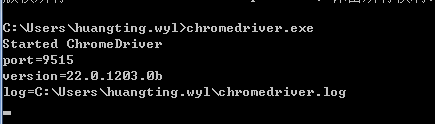 C:\Users\huangting.wyl>chromedriver.exe
Started ChromeDriver
port=9515
version=22.0.1203.0b
log=C:\Users\huangting.wyl\chromedriver.log